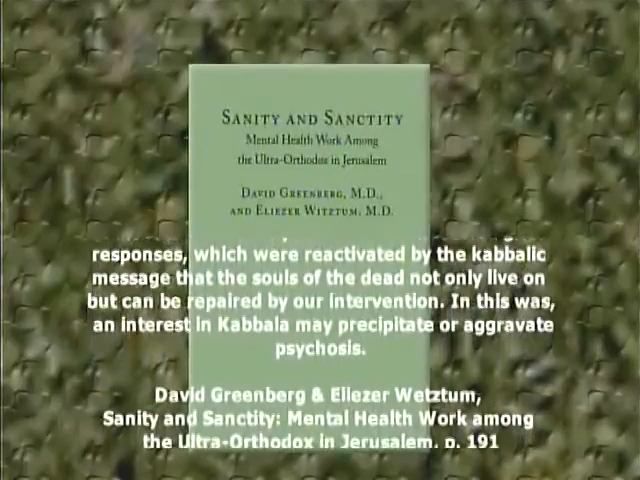 SANITY AND SANCTITY
Mental Health Work Among
the Ultra-Orthodox in Jerusalem
DAVID GREENBERG, M.D.,
AND ELIEZER WITZTUM, M.D.
responses, which were reactivated by the kabbalic
message that the souls of the dead not only live on
but can be repaired by our intervention. In this was,
an interest in Kabbala may precipitate or aggravate
psychosis.
David Greenberg & Eliezer Wetztum,
Sanity and Sanctity: Mental Health Work among
the Ultra-Orthodox in Jerusalem. p. 191